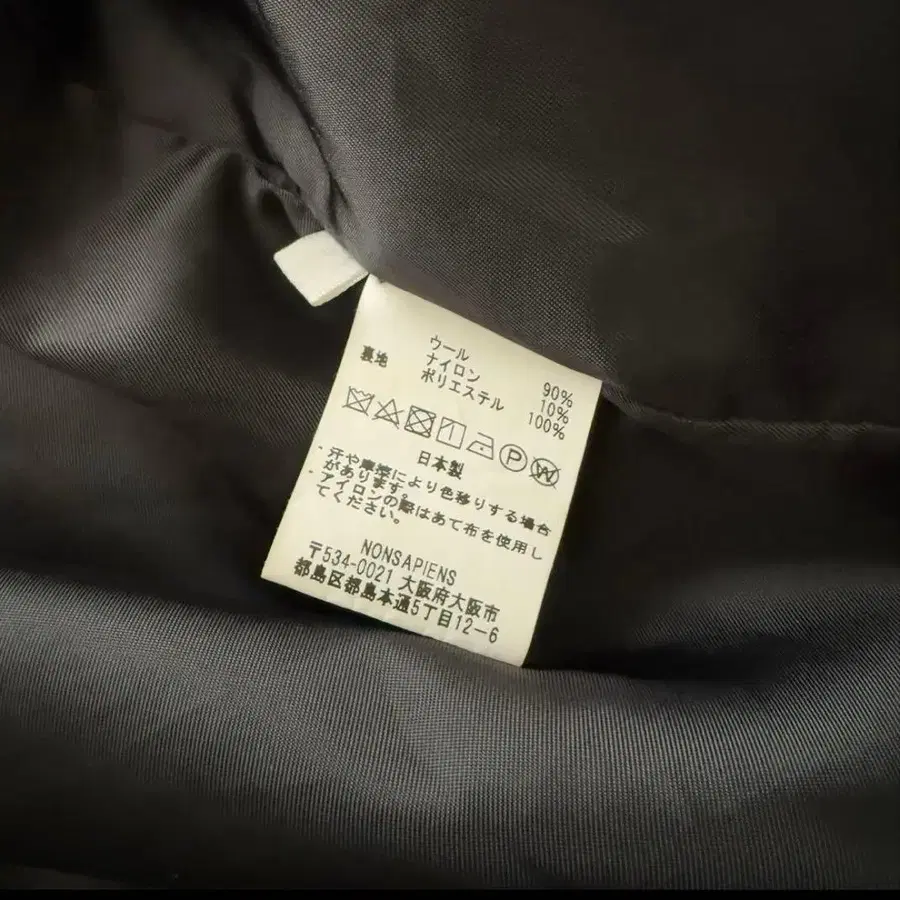 ウール 90%
ナイロン 10%
裏地 ポリエステル 100%
P W
日本製
・汗や摩擦により色移りする場合
があります。
・アイロンの際はあて布を使用し
てください。
NONSAPIENS
〒534-0021 大阪府大阪市
都島区都島本通5丁目12-6